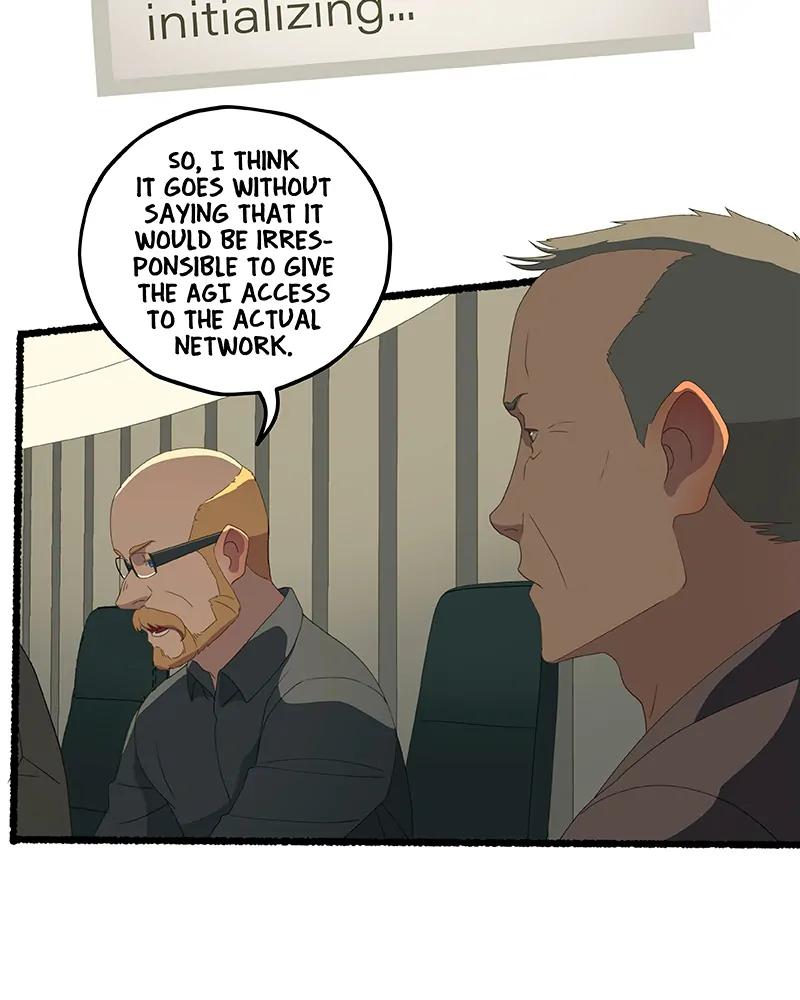 initializing...
SO, I THINK
IT GOES WITHOUT
SAYING THAT IT
WOULD BE IRRES-
PONSIBLE TO GIVE
THE AGI ACCESS
TO THE ACTUAL
NETWORK.